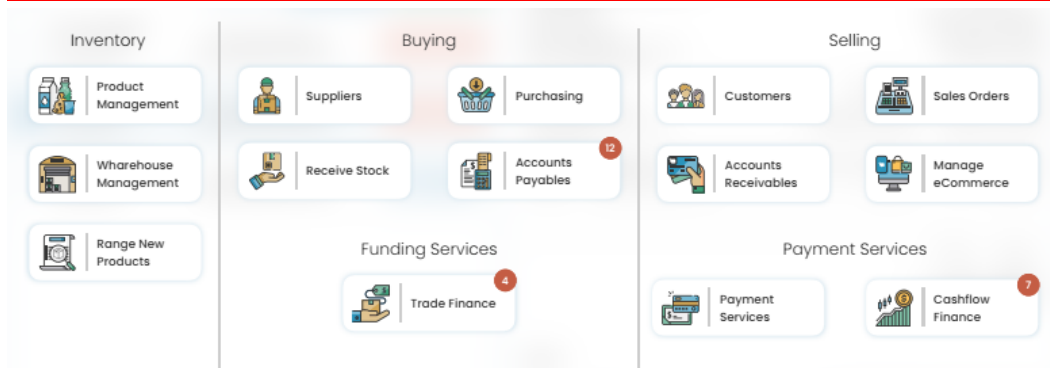 Inventory
Product
Management
Wharehouse
Management
Range New
Products
Buying
Suppliers
Purchasing
Receive Stock
Accounts
Payables
12
Funding Services
Trade Finance
4
Selling
Customers
Sales Orders
Accounts
Receivables
Manage
eCommerce
Payment Services
Payment
Services
Cashflow
Finance
7